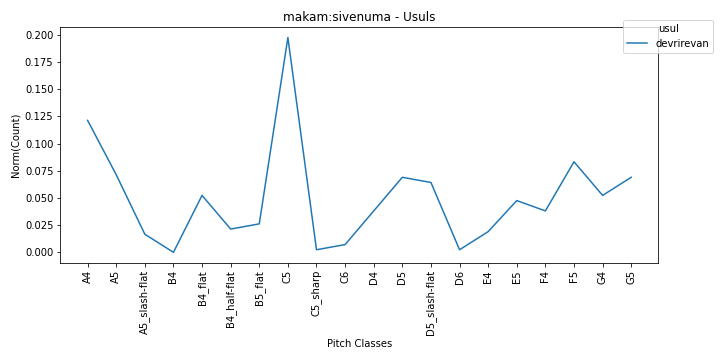 makam:sivenuma - Usuls
usul
devrirevan
0.200
0.175
0.150
0.125
0.100
0.075
0.050
0.025
0.000
Norm(Count)
A4
A5
A5_slash-flat
B4
B4_flat
B4_half-flat
B5_flat
C5
C5_sharp
C6
D4
D5
D5_slash-flat
D6
E4
E5
F4
F5
G4
G5
Pitch Classes